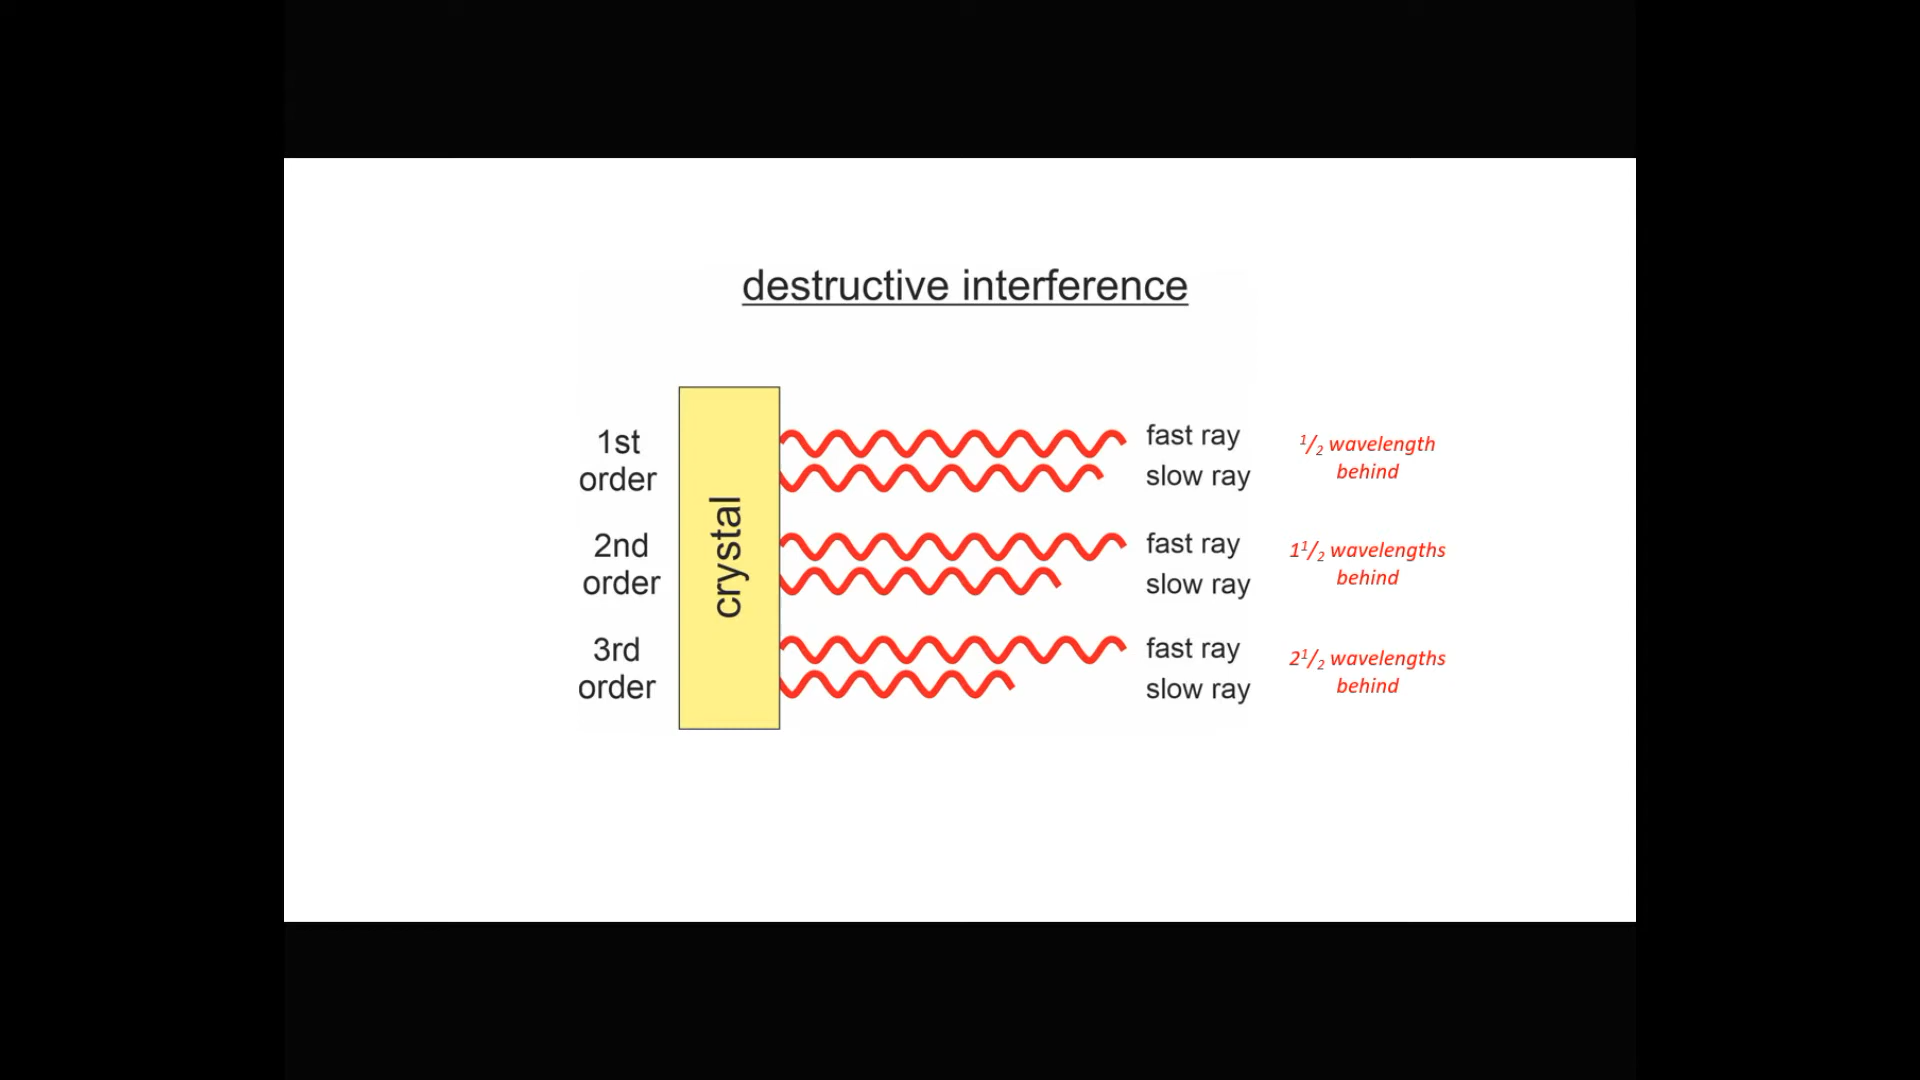 destructive interference
1st
order
crystal
fast ray
slow ray
1/2 wavelength
behind
2nd
order
fast ray
slow ray
1 1/2 wavelengths
behind
3rd
order
fast ray
slow ray
2 1/2 wavelengths
behind